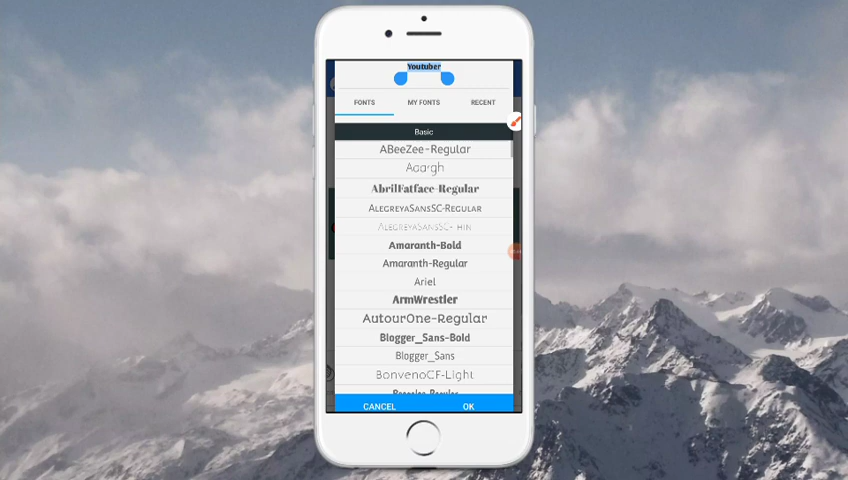 Youtuber
FONTS MY FONTS RECENT
Basic
ABeeZee-Regular
Aaargh
AbrilFatface-Regular
AlegreyaSansSC-Regular
Amaranth-Bold
Amaranth-Regular
Ariel
ArmWrestler
AutourOne-Regular
Blogger_Sans-Bold
Blogger_Sans
BonvenoCF-Light
CANCEL OK